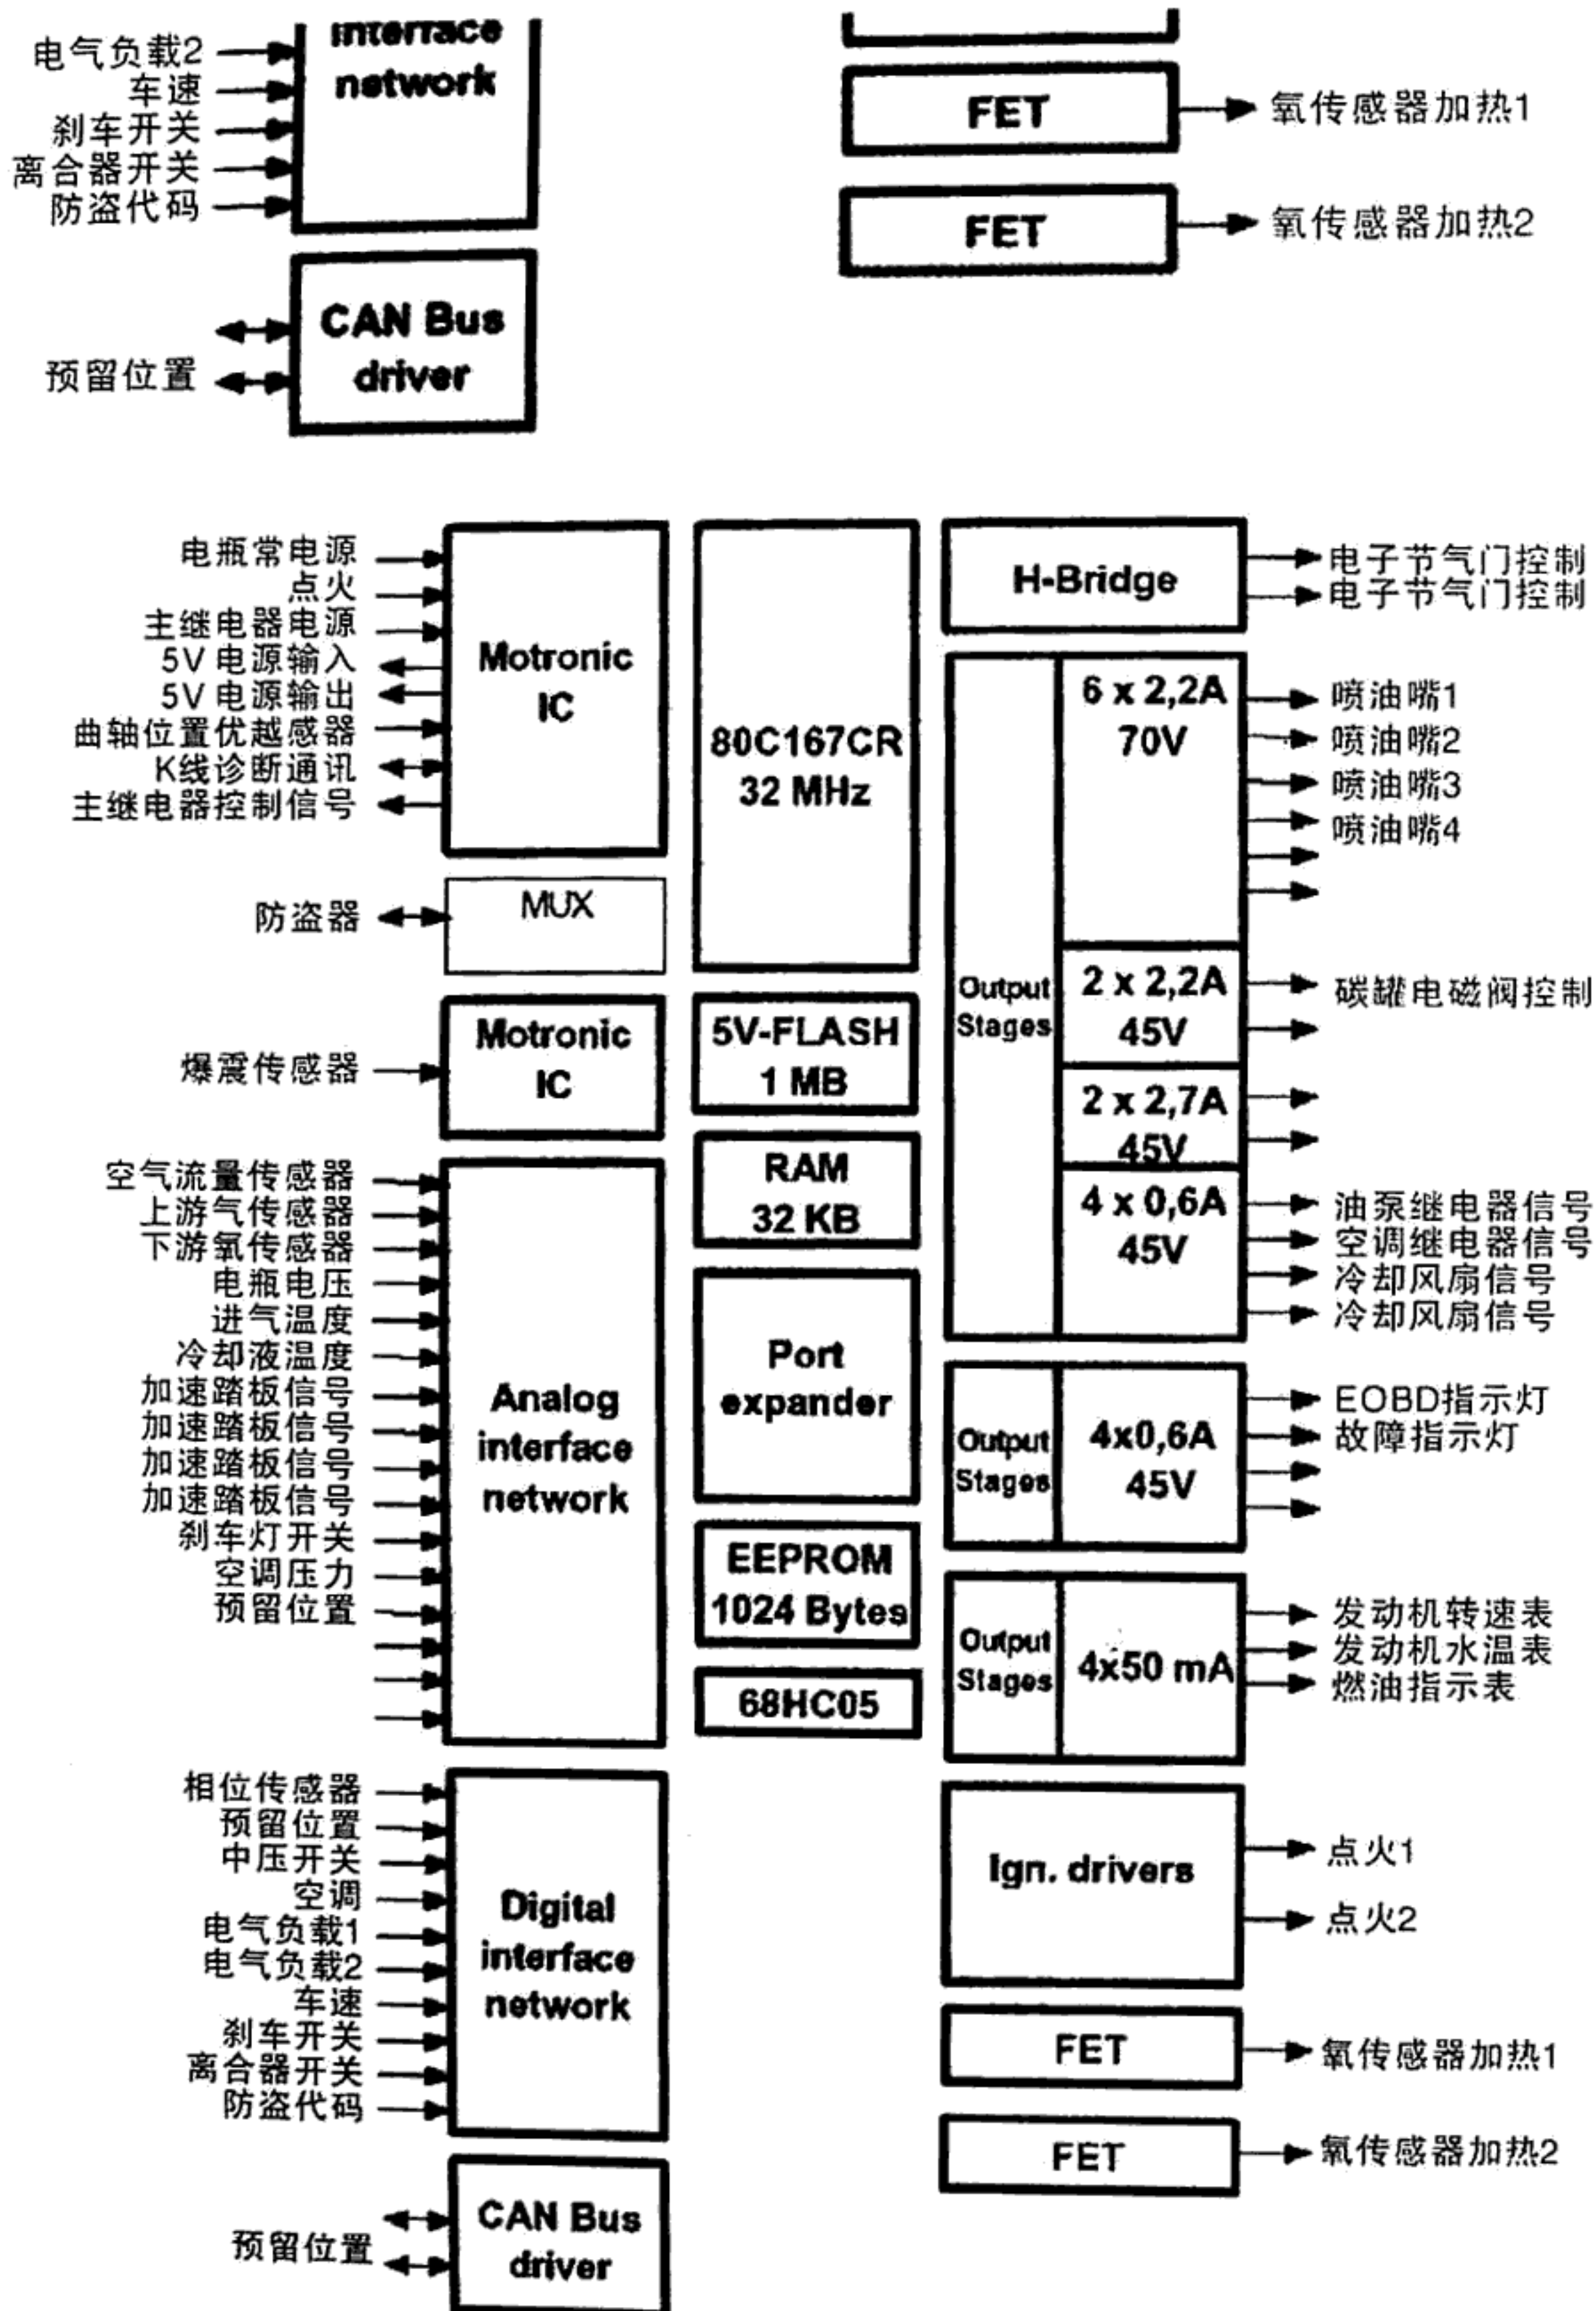 interface
network
电气负载2
车速
刹车开关
离合器开关
防盗代码
CAN Bus
driver
预留位置
FET
氧传感器加热1
FET
氧传感器加热2
电瓶常电源
点火
主继电器电源
5V 电源输入
5V 电源输出
曲轴位置优越感器
K线诊断通讯
主继电器控制信号
Motronic
IC
防盗器
MUX
爆震传感器
Motronic
IC
空气流量传感器
上游气传感器
下游氧传感器
电瓶电压
进气温度
冷却液温度
加速踏板信号
加速踏板信号
加速踏板信号
加速踏板信号
刹车灯开关
空调压力
预留位置
Analog
interface
network
相位传感器
预留位置
中压开关
空调
电气负载1
电气负载2
车速
刹车开关
离合器开关
防盗代码
Digital
interface
network
预留位置
CAN Bus
driver
80C167CR
32 MHz
5V-FLASH
1 MB
RAM
32 KB
Port
expander
EEPROM
1024 Bytes
68HC05
H-Bridge
电子节气门控制
电子节气门控制
Output
Stages
6 x 2,2A
70V
喷油嘴1
喷油嘴2
喷油嘴3
喷油嘴4
2 x 2,2A
45V
碳罐电磁阀控制
2 x 2,7A
45V
4 x 0,6A
45V
油泵继电器信号
空调继电器信号
冷却风扇信号
冷却风扇信号
Output
Stages
4x0,6A
45V
EOBD指示灯
故障指示灯
Output
Stages
4x50 mA
发动机转速表
发动机水温表
燃油指示表
Ign. drivers
点火1
点火2
FET
氧传感器加热1
FET
氧传感器加热2